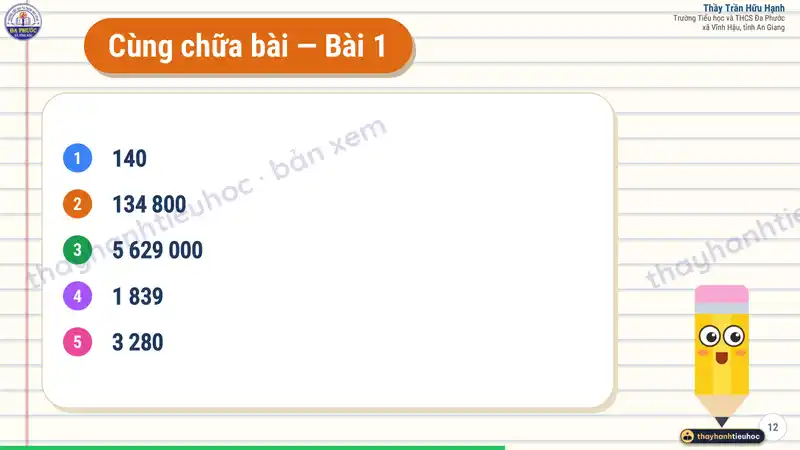 Thầy Trần Hữu Hạnh
Trường Tiểu học và THCS Đa Phước
xã Vĩnh Hậu, tỉnh An Giang
ĐA PHƯỚC
Cùng chữa bài – Bài 1
1 140
2 134 800
3 5 629 000
4 1 839
5 3 280
thayhanhtieuhoc · bản xem
thayhanhtieuhoc
thayhanhtieuhoc
12